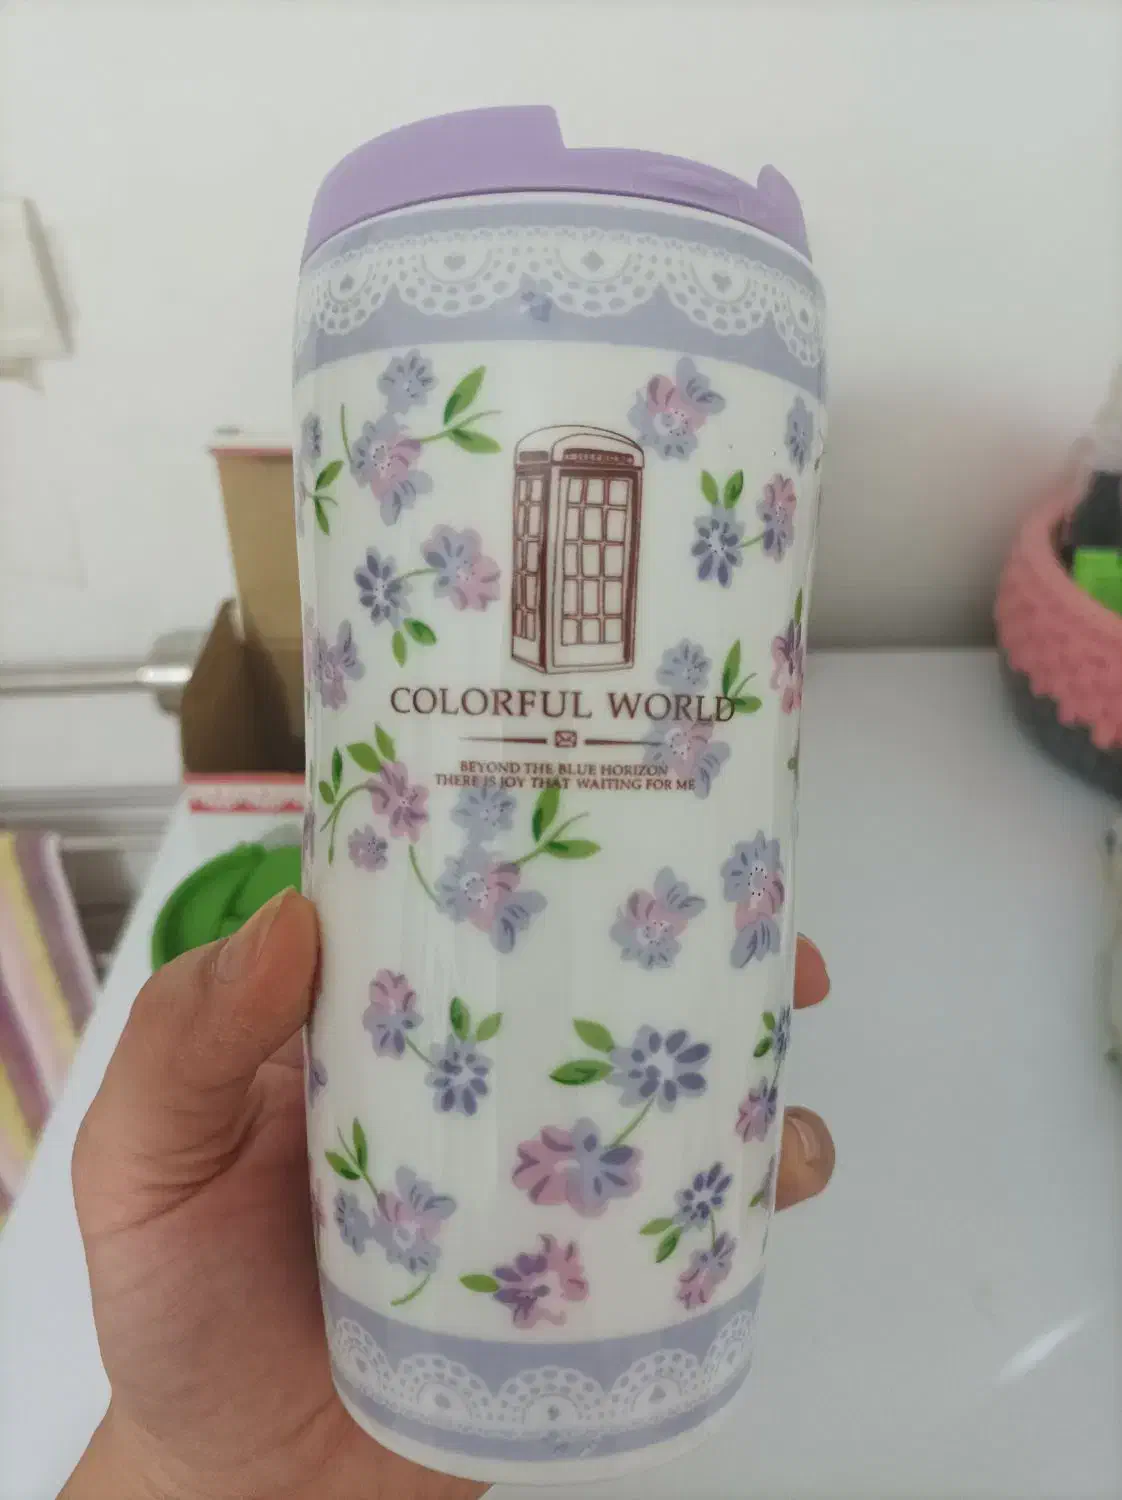 COLORFUL WORLD
BEYOND THE BLUE HORIZON
THERE IS JOY THAT WAITING FOR ME